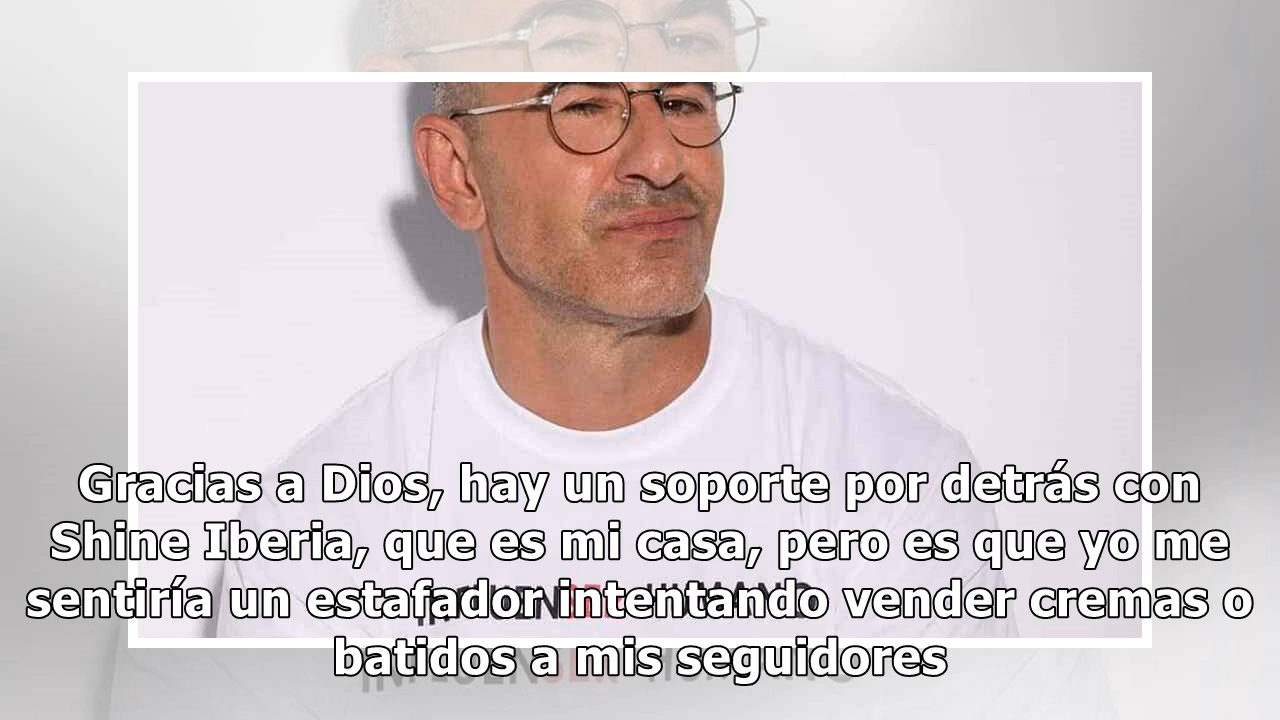 Gracias a Dios, hay un soporte por detrás con
Shine Iberia, que es mi casa, pero es que yo me
sentiría un estafador intentando vender cremas o
batidos a mis seguidores